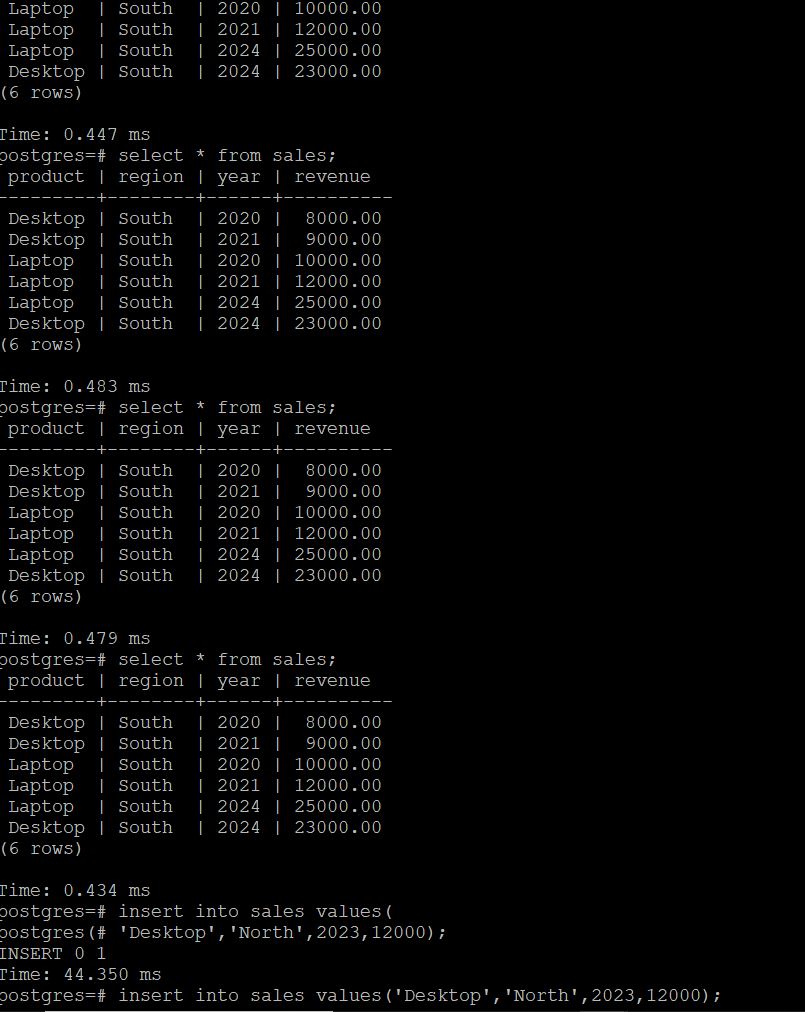 Laptop  | South  | 2020 | 10000.00
Laptop  | South  | 2021 | 12000.00
Laptop  | South  | 2024 | 25000.00
Desktop | South  | 2024 | 23000.00
(6 rows)

Time: 0.447 ms
postgres=# select * from sales;
product | region | year | revenue
---------+--------+------+----------
Desktop | South  | 2020 |  8000.00
Desktop | South  | 2021 |  9000.00
Laptop  | South  | 2020 | 10000.00
Laptop  | South  | 2021 | 12000.00
Laptop  | South  | 2024 | 25000.00
Desktop | South  | 2024 | 23000.00
(6 rows)

Time: 0.483 ms
postgres=# select * from sales;
product | region | year | revenue
---------+--------+------+----------
Desktop | South  | 2020 |  8000.00
Desktop | South  | 2021 |  9000.00
Laptop  | South  | 2020 | 10000.00
Laptop  | South  | 2021 | 12000.00
Laptop  | South  | 2024 | 25000.00
Desktop | South  | 2024 | 23000.00
(6 rows)

Time: 0.479 ms
postgres=# select * from sales;
product | region | year | revenue
---------+--------+------+----------
Desktop | South  | 2020 |  8000.00
Desktop | South  | 2021 |  9000.00
Laptop  | South  | 2020 | 10000.00
Laptop  | South  | 2021 | 12000.00
Laptop  | South  | 2024 | 25000.00
Desktop | South  | 2024 | 23000.00
(6 rows)

Time: 0.434 ms
postgres=# insert into sales values(
postgres(# 'Desktop','North',2023,12000);
INSERT 0 1
Time: 44.350 ms
postgres=# insert into sales values('Desktop','North',2023,12000);